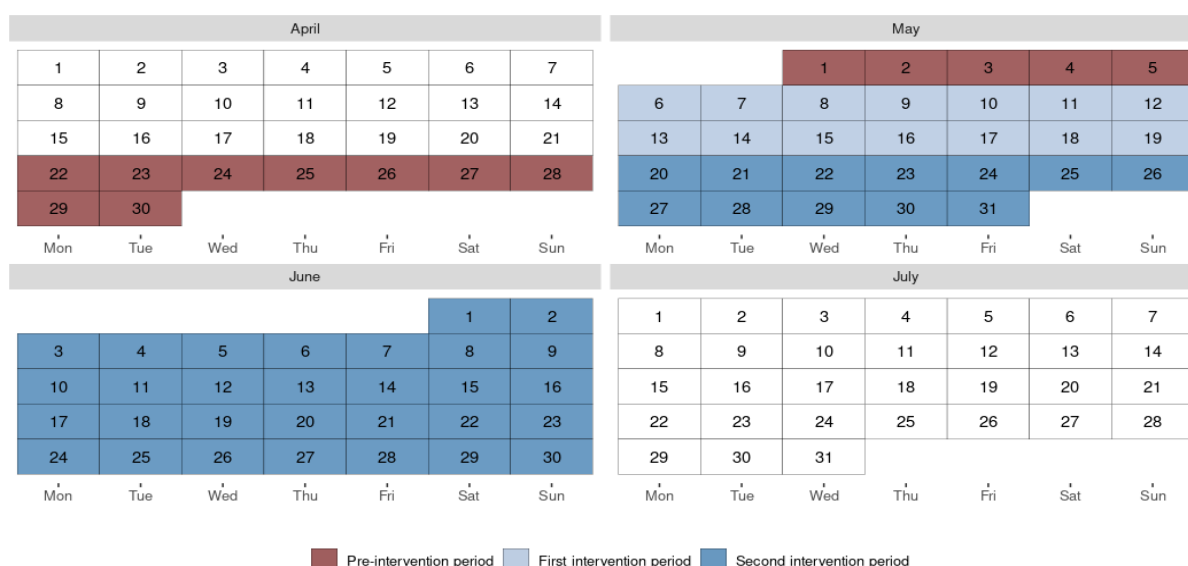 April
1 2 3 4 5 6 7
8 9 10 11 12 13 14
15 16 17 18 19 20 21
22 23 24 25 26 27 28
29 30
Mon Tue Wed Thu Fri Sat Sun
May
1 2 3 4 5
6 7 8 9 10 11 12
13 14 15 16 17 18 19
20 21 22 23 24 25 26
27 28 29 30 31
Mon Tue Wed Thu Fri Sat Sun
June
1 2
3 4 5 6 7 8 9
10 11 12 13 14 15 16
17 18 19 20 21 22 23
24 25 26 27 28 29 30
Mon Tue Wed Thu Fri Sat Sun
July
1 2 3 4 5 6 7
8 9 10 11 12 13 14
15 16 17 18 19 20 21
22 23 24 25 26 27 28
29 30 31
Mon Tue Wed Thu Fri Sat Sun
Pre-intervention period First intervention period Second intervention period